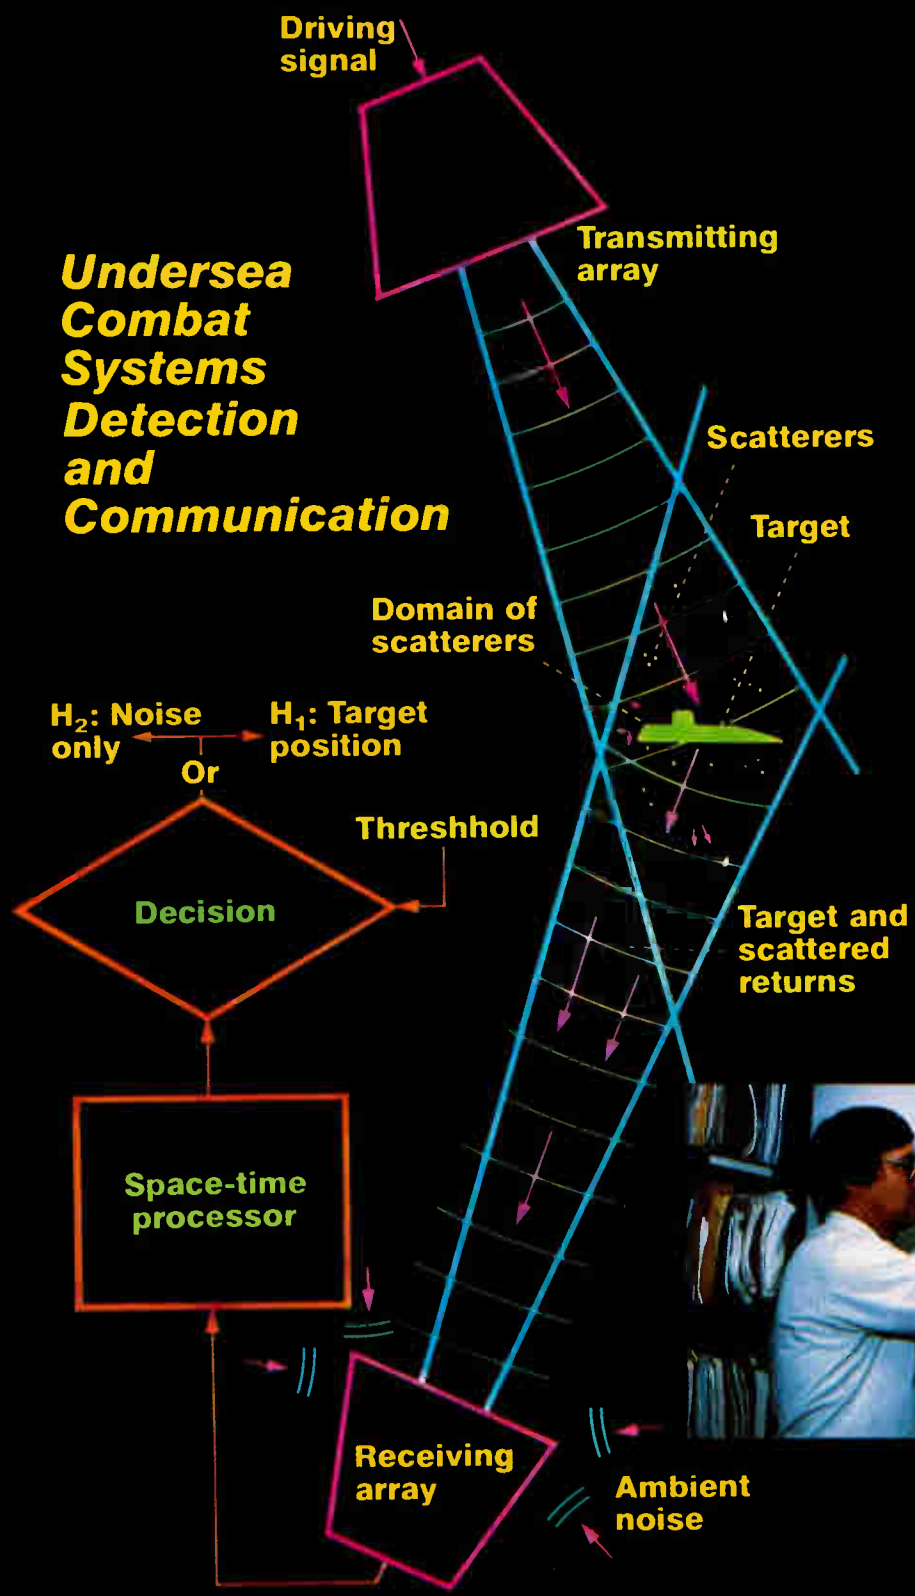 Driving
signal
Transmitting
array
Undersea
Combat
Systems
Detection
and
Communication
Scatterers
Target
Domain of
scatterers
H₂: Noise
only
H₁: Target
position
Or
Threshhold
Decision
Target and
scattered
returns
Space-time
processor
Receiving
array
Ambient
noise